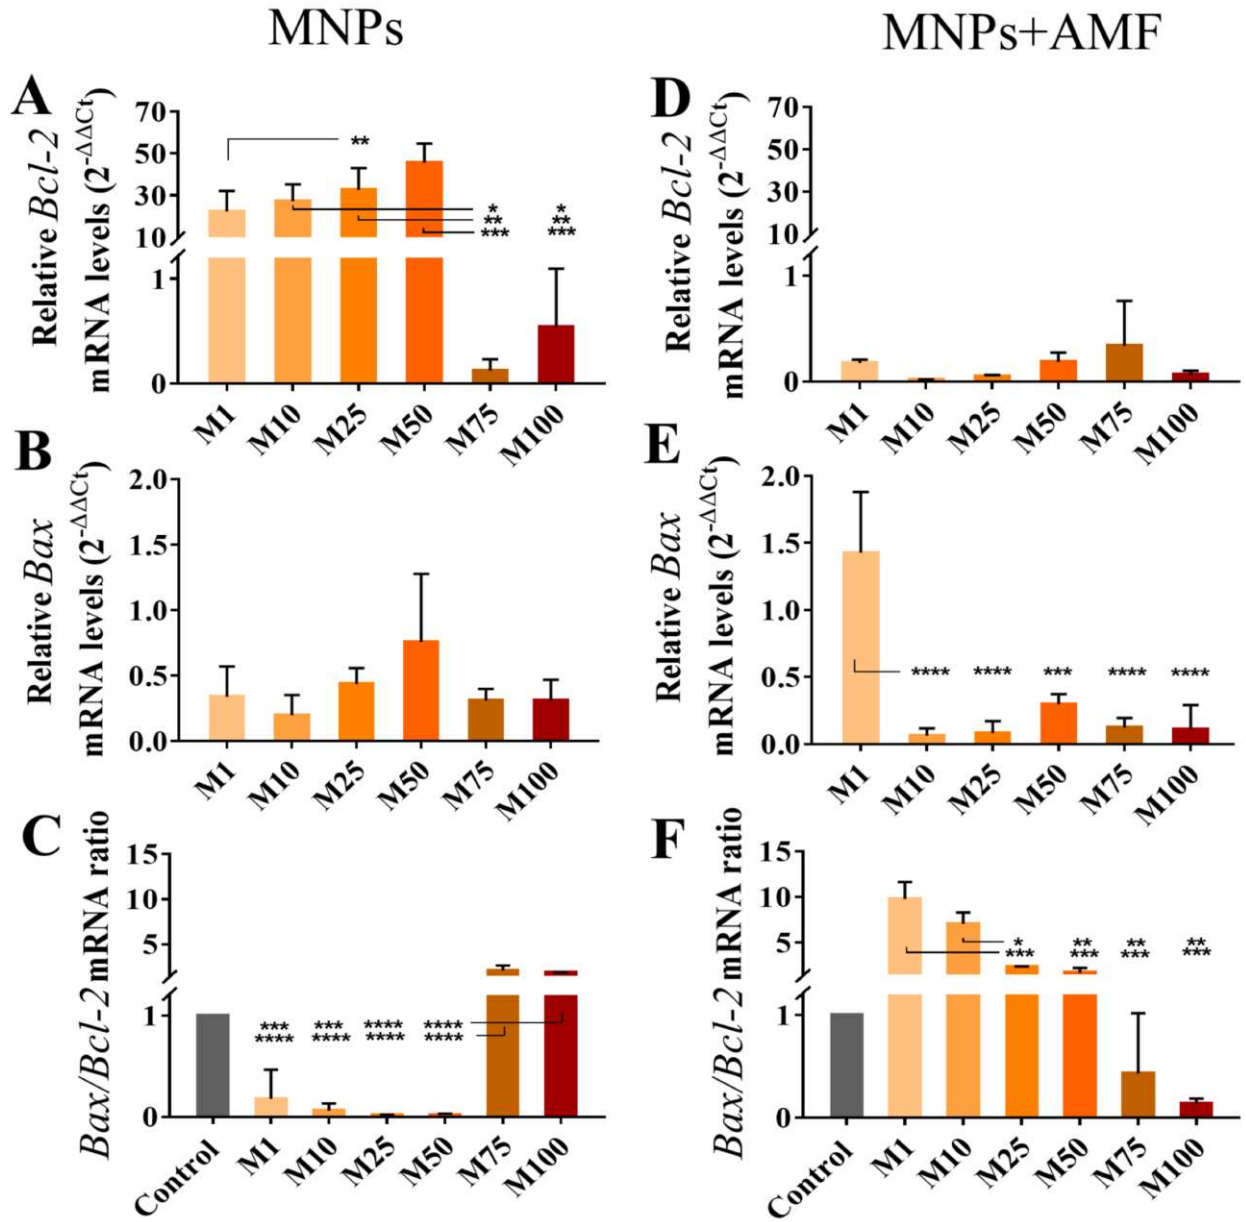 MNPs
MNPs+AMF
A
Relative Bcl-2
mRNA levels (2^-ΔΔCt)
70
50
30
10
1
0
**
*
**
***
*
**
***
M1 M10 M25 M50 M75 M100
D
Relative Bcl-2
mRNA levels (2^-ΔΔCt)
70
50
30
10
1
0
M1 M10 M25 M50 M75 M100
B
Relative Bax
mRNA levels (2^-ΔΔCt)
2.0
1.5
1.0
0.5
0.0
M1 M10 M25 M50 M75 M100
E
Relative Bax
mRNA levels (2^-ΔΔCt)
2.0
1.5
1.0
0.5
0.0
**** **** *** **** ****
M1 M10 M25 M50 M75 M100
C
Bax/Bcl-2 mRNA ratio
15
10
5
1
0
*** *** **** ****
**** **** **** ****
Control M1 M10 M25 M50 M75 M100
F
Bax/Bcl-2 mRNA ratio
15
10
5
1
0
* ** ** **
*** *** *** ***
Control M1 M10 M25 M50 M75 M100